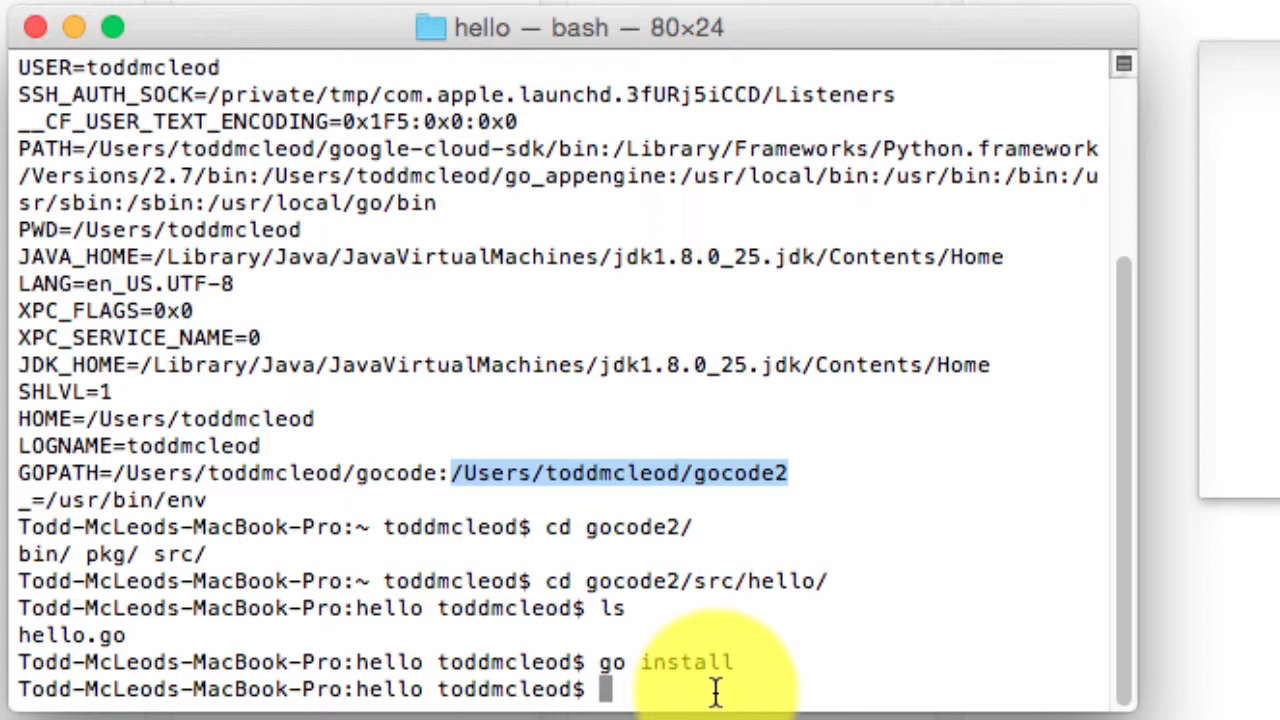 hello — bash — 80×24
USER=toddmcleod
SSH_AUTH_SOCK=/private/tmp/com.apple.launchd.3fURj5iCCD/Listeners
__CF_USER_TEXT_ENCODING=0x1F5:0x0:0x0
PATH=/Users/toddmcleod/google-cloud-sdk/bin:/Library/Frameworks/Python.framework
/Versions/2.7/bin:/Users/toddmcleod/go_appengine:/usr/local/bin:/usr/bin:/bin:/u
sr/sbin:/sbin:/usr/local/go/bin
PWD=/Users/toddmcleod
JAVA_HOME=/Library/Java/JavaVirtualMachines/jdk1.8.0_25.jdk/Contents/Home
LANG=en_US.UTF-8
XPC_FLAGS=0x0
XPC_SERVICE_NAME=0
JDK_HOME=/Library/Java/JavaVirtualMachines/jdk1.8.0_25.jdk/Contents/Home
SHLVL=1
HOME=/Users/toddmcleod
LOGNAME=toddmcleod
GOPATH=/Users/toddmcleod/gocode:/Users/toddmcleod/gocode2
_=/usr/bin/env
Todd-McLeods-MacBook-Pro:~ toddmcleod$ cd gocode2/
bin/ pkg/ src/
Todd-McLeods-MacBook-Pro:~ toddmcleod$ cd gocode2/src/hello/
Todd-McLeods-MacBook-Pro:hello toddmcleod$ ls
hello.go
Todd-McLeods-MacBook-Pro:hello toddmcleod$ go install
Todd-McLeods-MacBook-Pro:hello toddmcleod$